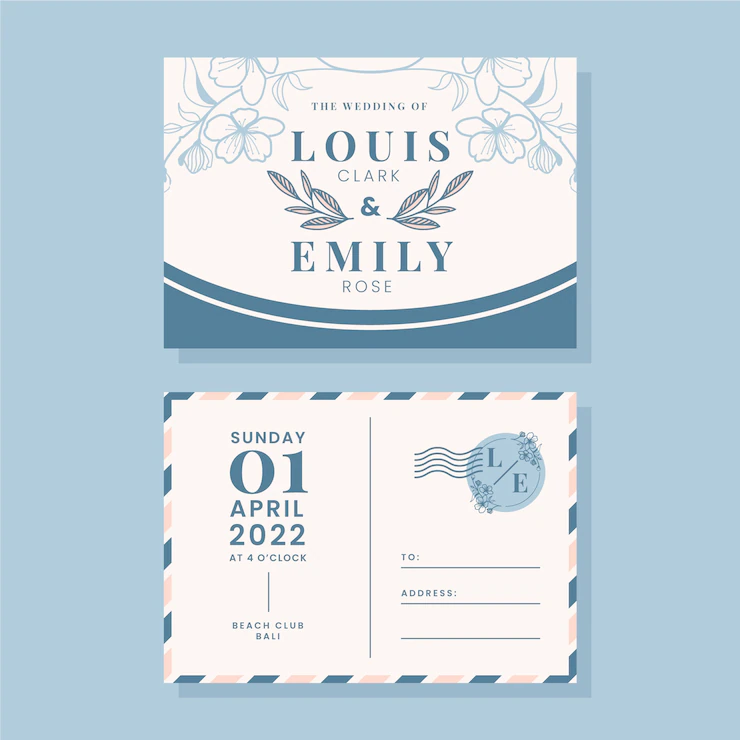 THE WEDDING OF
LOUIS
CLARK
&
EMILY
ROSE
SUNDAY
01
APRIL
2022
AT 4 O'CLOCK
BEACH CLUB
BALI
L
E
TO:
ADDRESS: